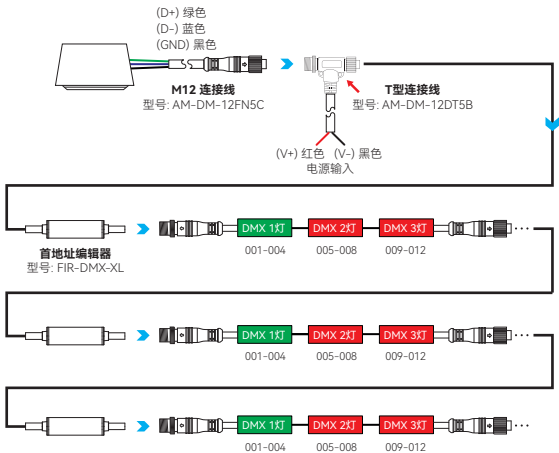 (D+) 绿色
(D-) 蓝色
(GND) 黑色
M12 连接线
型号: AM-DM-12FN5C
T型连接线
型号: AM-DM-12DT5B
(V+) 红色 (V-) 黑色
电源输入
DMX 1灯 DMX 2灯 DMX 3灯 ···
001-004 005-008 009-012
首地址编辑器
型号: FIR-DMX-XL
DMX 1灯 DMX 2灯 DMX 3灯 ···
001-004 005-008 009-012
DMX 1灯 DMX 2灯 DMX 3灯 ···
001-004 005-008 009-012